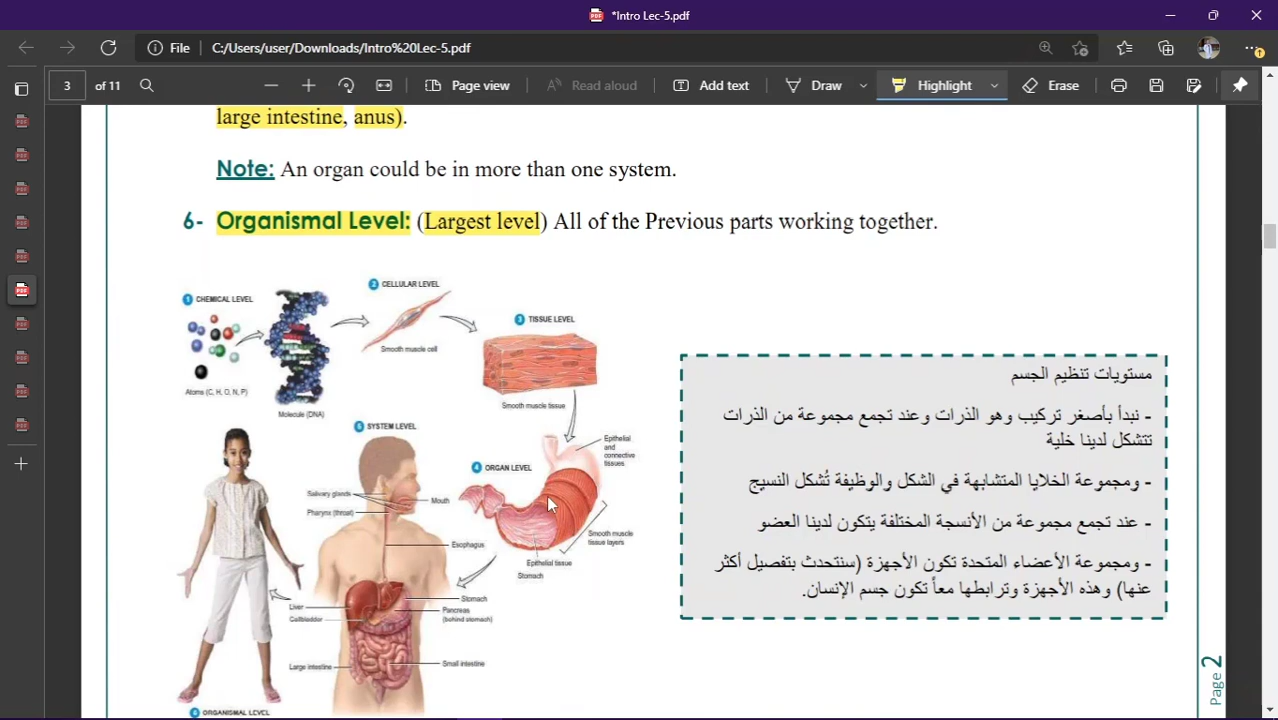 *Intro Lec-5.pdf
File
C:/Users/user/Downloads/Intro%20Lec-5.pdf
3
of 11
Page view
Read aloud
Add text
Draw
Highlight
Erase
large intestine, anus).
Note: An organ could be in more than one system.
6- Organismal Level: (Largest level) All of the Previous parts working together.
1 CHEMICAL LEVEL
Atoms (C, H, O, N, P)
Molecule (DNA)
2 CELLULAR LEVEL
Smooth muscle cell
3 TISSUE LEVEL
Smooth muscle tissue
4 ORGAN LEVEL
Epithelial
and
connective
tissues
Smooth muscle
tissue layers
Epithelial tissue
Stomach
5 SYSTEM LEVEL
Salivary glands
Mouth
Pharynx (throat)
Esophagus
Liver
Stomach
Gallbladder
Pancreas
(behind stomach)
Large intestine
Small intestine
6 ORGANISMAL LEVEL
مستويات تنظيم الجسم
- نبدأ بأصغر تركيب وهو الذرات وعند تجمع مجموعة من الذرات
تتشكل لدينا خلية
- ومجموعة الخلايا المتشابهة في الشكل والوظيفة تُشكل النسيج
- عند تجمع مجموعة من الأنسجة المختلفة يتكون لدينا العضو
- ومجموعة الأعضاء المتحدة تكون الأجهزة (سنتحدث بتفصيل أكثر
عنها) وهذه الأجهزة وترابطها معاً تكون جسم الإنسان.
Page 2